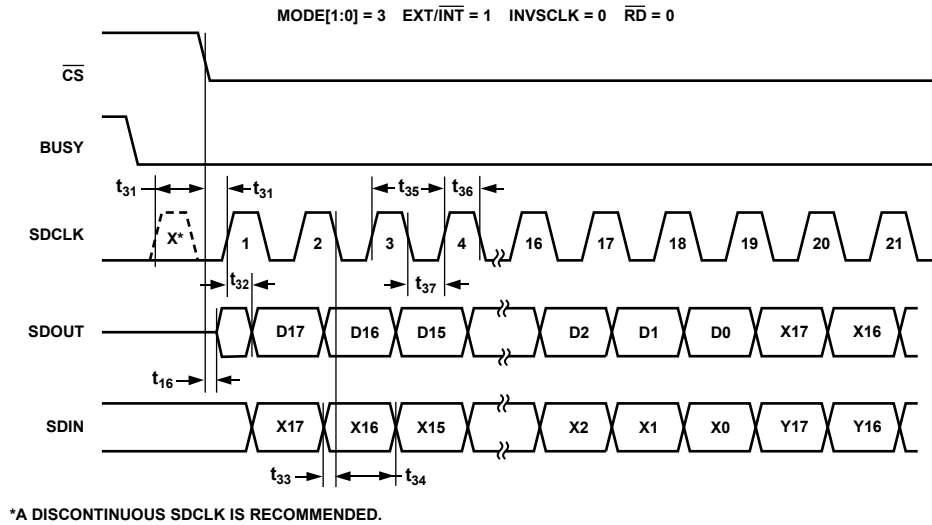 MODE[1:0] = 3 EXT/INT = 1 INVSCLK = 0 RD = 0
CS
BUSY
t31 t31 t35 t36
SDCLK X* 1 2 3 4 16 17 18 19 20 21
t32 t37
SDOUT D17 D16 D15 D2 D1 D0 X17 X16
t16
SDIN X17 X16 X15 X2 X1 X0 Y17 Y16
t33 t34
*A DISCONTINUOUS SDCLK IS RECOMMENDED.